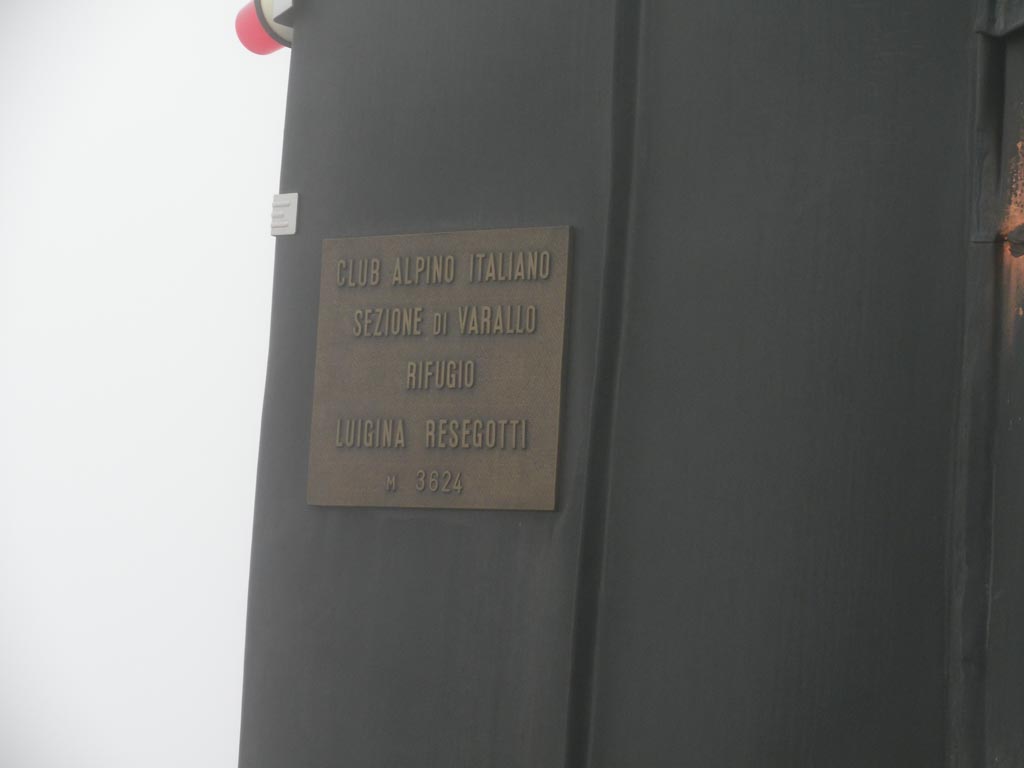 CLUB ALPINO ITALIANO
SEZIONE DI VARALLO
RIFUGIO
LUIGINA RESEGOTTI
M 3624